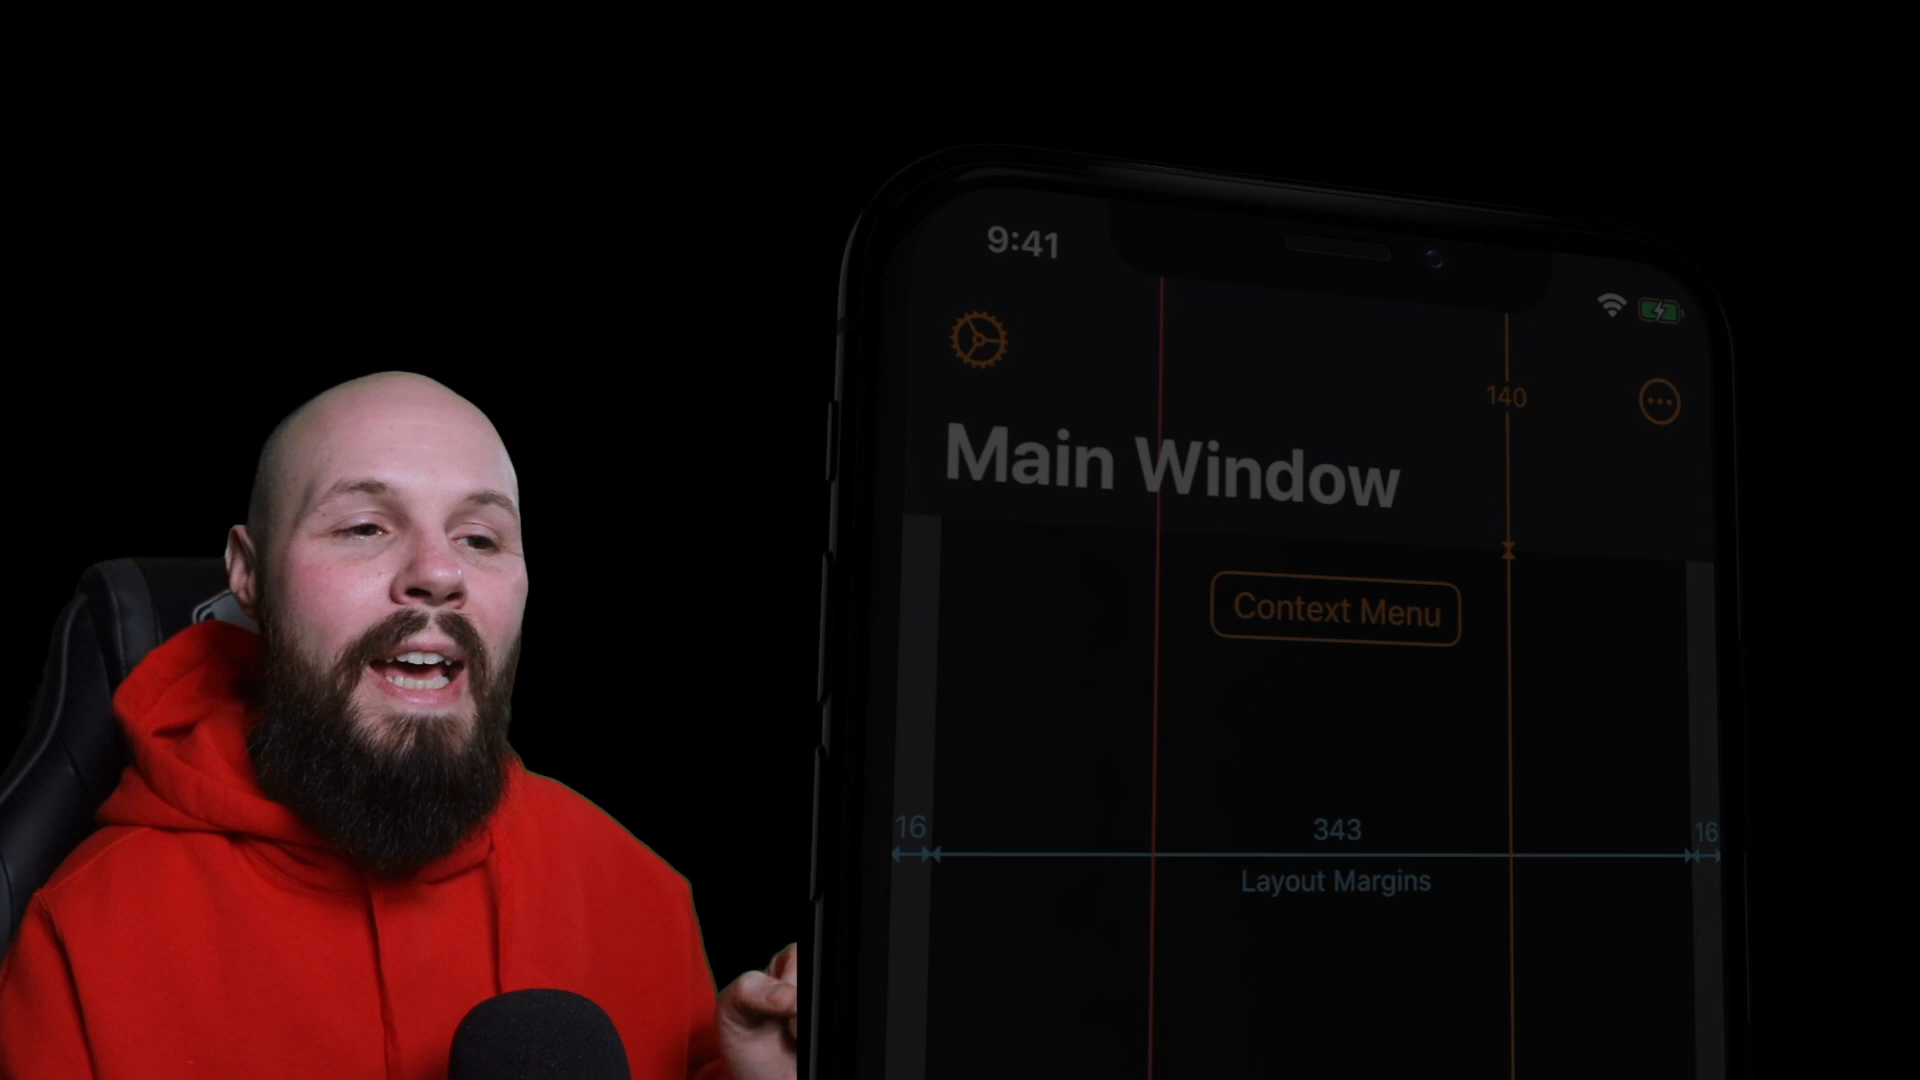 9:41
140
Main Window
Context Menu
16 343 16
Layout Margins